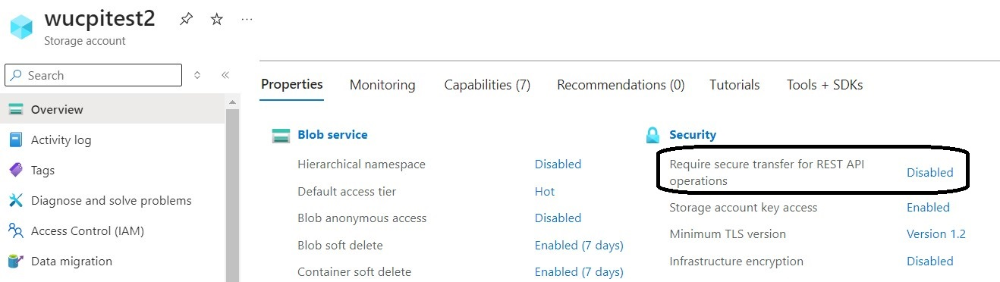 wucpitest2
Storage account
Search
Overview
Activity log
Tags
Diagnose and solve problems
Access Control (IAM)
Data migration
Properties Monitoring Capabilities (7) Recommendations (0) Tutorials Tools + SDKs
Blob service
Hierarchical namespace Disabled
Default access tier Hot
Blob anonymous access Disabled
Blob soft delete Enabled (7 days)
Container soft delete Enabled (7 days)
Security
Require secure transfer for REST API
operations Disabled
Storage account key access Enabled
Minimum TLS version Version 1.2
Infrastructure encryption Disabled